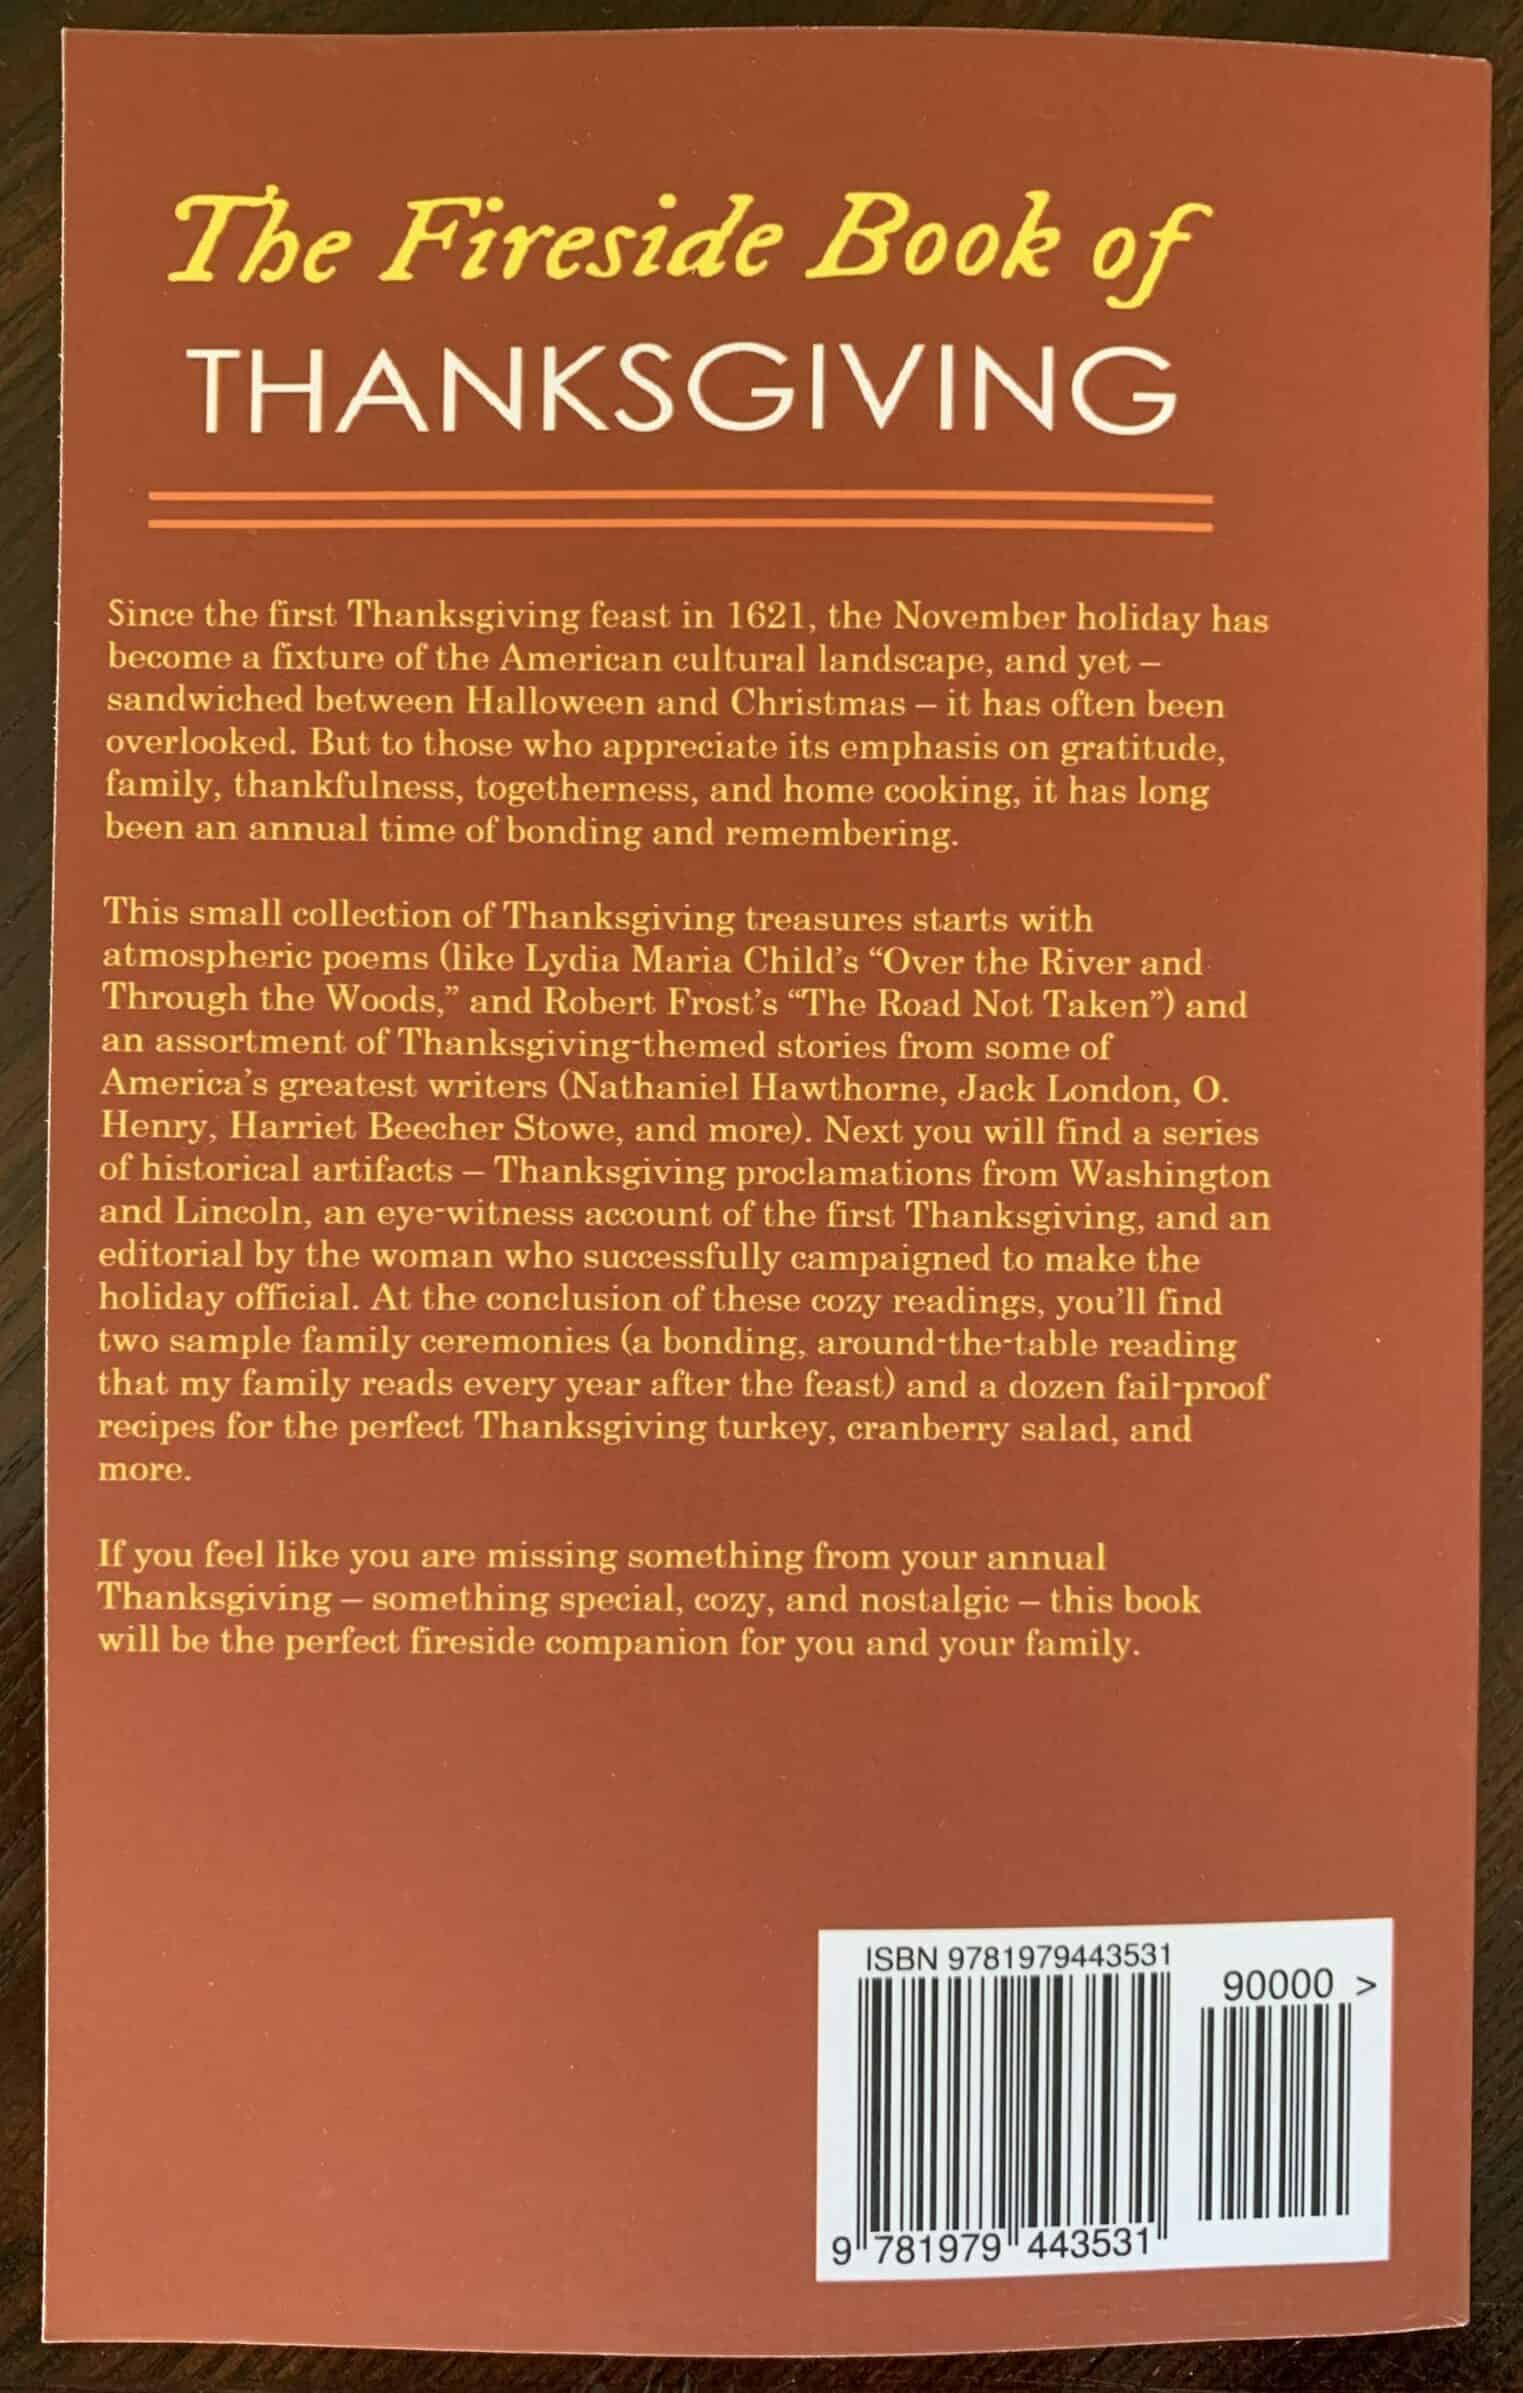 The Fireside Book of
THANKSGIVING
Since the first Thanksgiving feast in 1621, the November holiday has
become a fixture of the American cultural landscape, and yet –
sandwiched between Halloween and Christmas – it has often been
overlooked. But to those who appreciate its emphasis on gratitude,
family, thankfulness, togetherness, and home cooking, it has long
been an annual time of bonding and remembering.
This small collection of Thanksgiving treasures starts with
atmospheric poems (like Lydia Maria Child's “Over the River and
Through the Woods,” and Robert Frost's “The Road Not Taken”) and
an assortment of Thanksgiving-themed stories from some of
America's greatest writers (Nathaniel Hawthorne, Jack London, O.
Henry, Harriet Beecher Stowe, and more). Next you will find a series
of historical artifacts – Thanksgiving proclamations from Washington
and Lincoln, an eye-witness account of the first Thanksgiving, and an
editorial by the woman who successfully campaigned to make the
holiday official. At the conclusion of these cozy readings, you'll find
two sample family ceremonies (a bonding, around-the-table reading
that my family reads every year after the feast) and a dozen fail-proof
recipes for the perfect Thanksgiving turkey, cranberry salad, and
more.
If you feel like you are missing something from your annual
Thanksgiving – something special, cozy, and nostalgic – this book
will be the perfect fireside companion for you and your family.
ISBN 9781979443531
90000 >
9 781979 443531